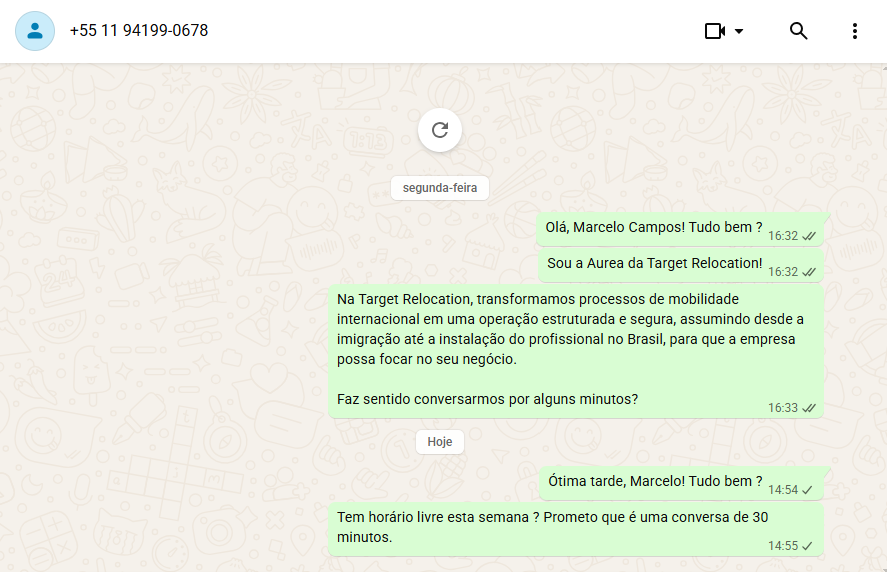 +55 11 94199-0678
segunda-feira
Olá, Marcelo Campos! Tudo bem ? 16:32
Sou a Aurea da Target Relocation! 16:32
Na Target Relocation, transformamos processos de mobilidade
internacional em uma operação estruturada e segura, assumindo desde a
imigração até a instalação do profissional no Brasil, para que a empresa
possa focar no seu negócio.
Faz sentido conversarmos por alguns minutos?
16:33
Hoje
Ótima tarde, Marcelo! Tudo bem ? 14:54
Tem horário livre esta semana ? Prometo que é uma conversa de 30
minutos.
14:55